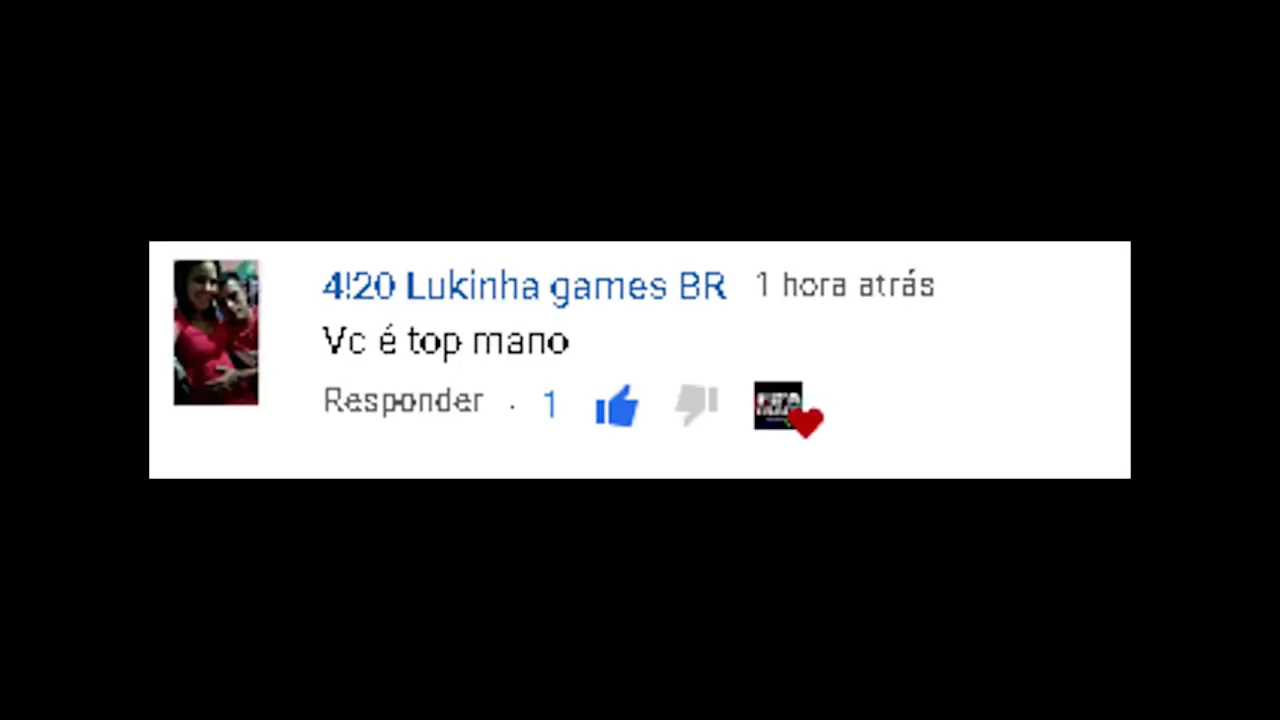 4!20 Lukinha games BR 1 hora atrás
Vc é top mano
Responder · 1